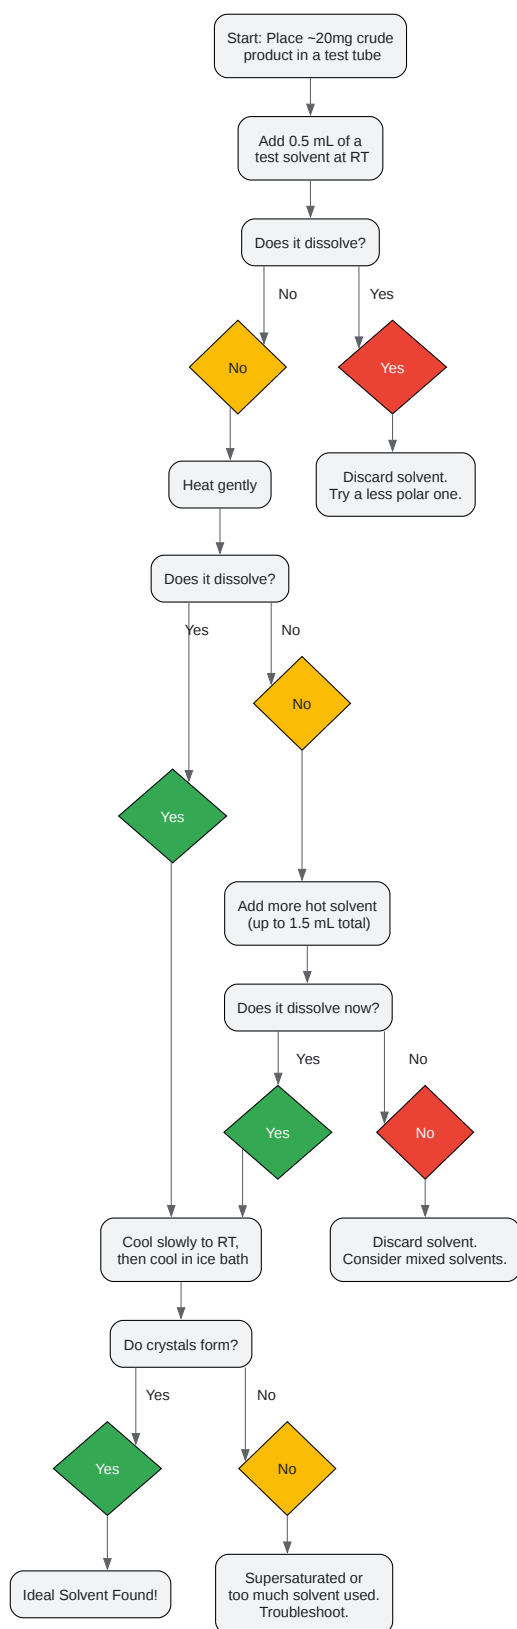 Start: Place ~20mg crude
product in a test tube
Add 0.5 mL of a
test solvent at RT
Does it dissolve?
No
Yes
No
Yes
Heat gently
Discard solvent.
Try a less polar one.
Does it dissolve?
Yes
No
No
Yes
Add more hot solvent
(up to 1.5 mL total)
Does it dissolve now?
Yes
No
Yes
No
Cool slowly to RT,
then cool in ice bath
Discard solvent.
Consider mixed solvents.
Do crystals form?
Yes
No
Yes
No
Ideal Solvent Found!
Supersaturated or
too much solvent used.
Troubleshoot.